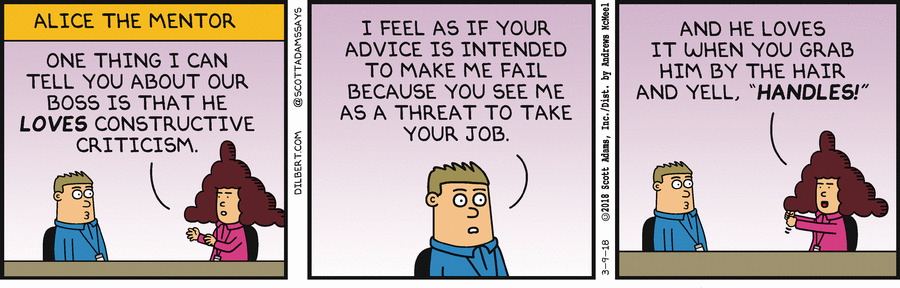 ALICE THE MENTOR
ONE THING I CAN
TELL YOU ABOUT OUR
BOSS IS THAT HE
LOVES CONSTRUCTIVE
CRITICISM.
DILBERT.COM @SCOTTADAMSSAYS
I FEEL AS IF YOUR
ADVICE IS INTENDED
TO MAKE ME FAIL
BECAUSE YOU SEE ME
AS A THREAT TO TAKE
YOUR JOB.
3-9-18 ©2018 Scott Adams, Inc./Dist. by Andrews McMeel
AND HE LOVES
IT WHEN YOU GRAB
HIM BY THE HAIR
AND YELL, "HANDLES!"